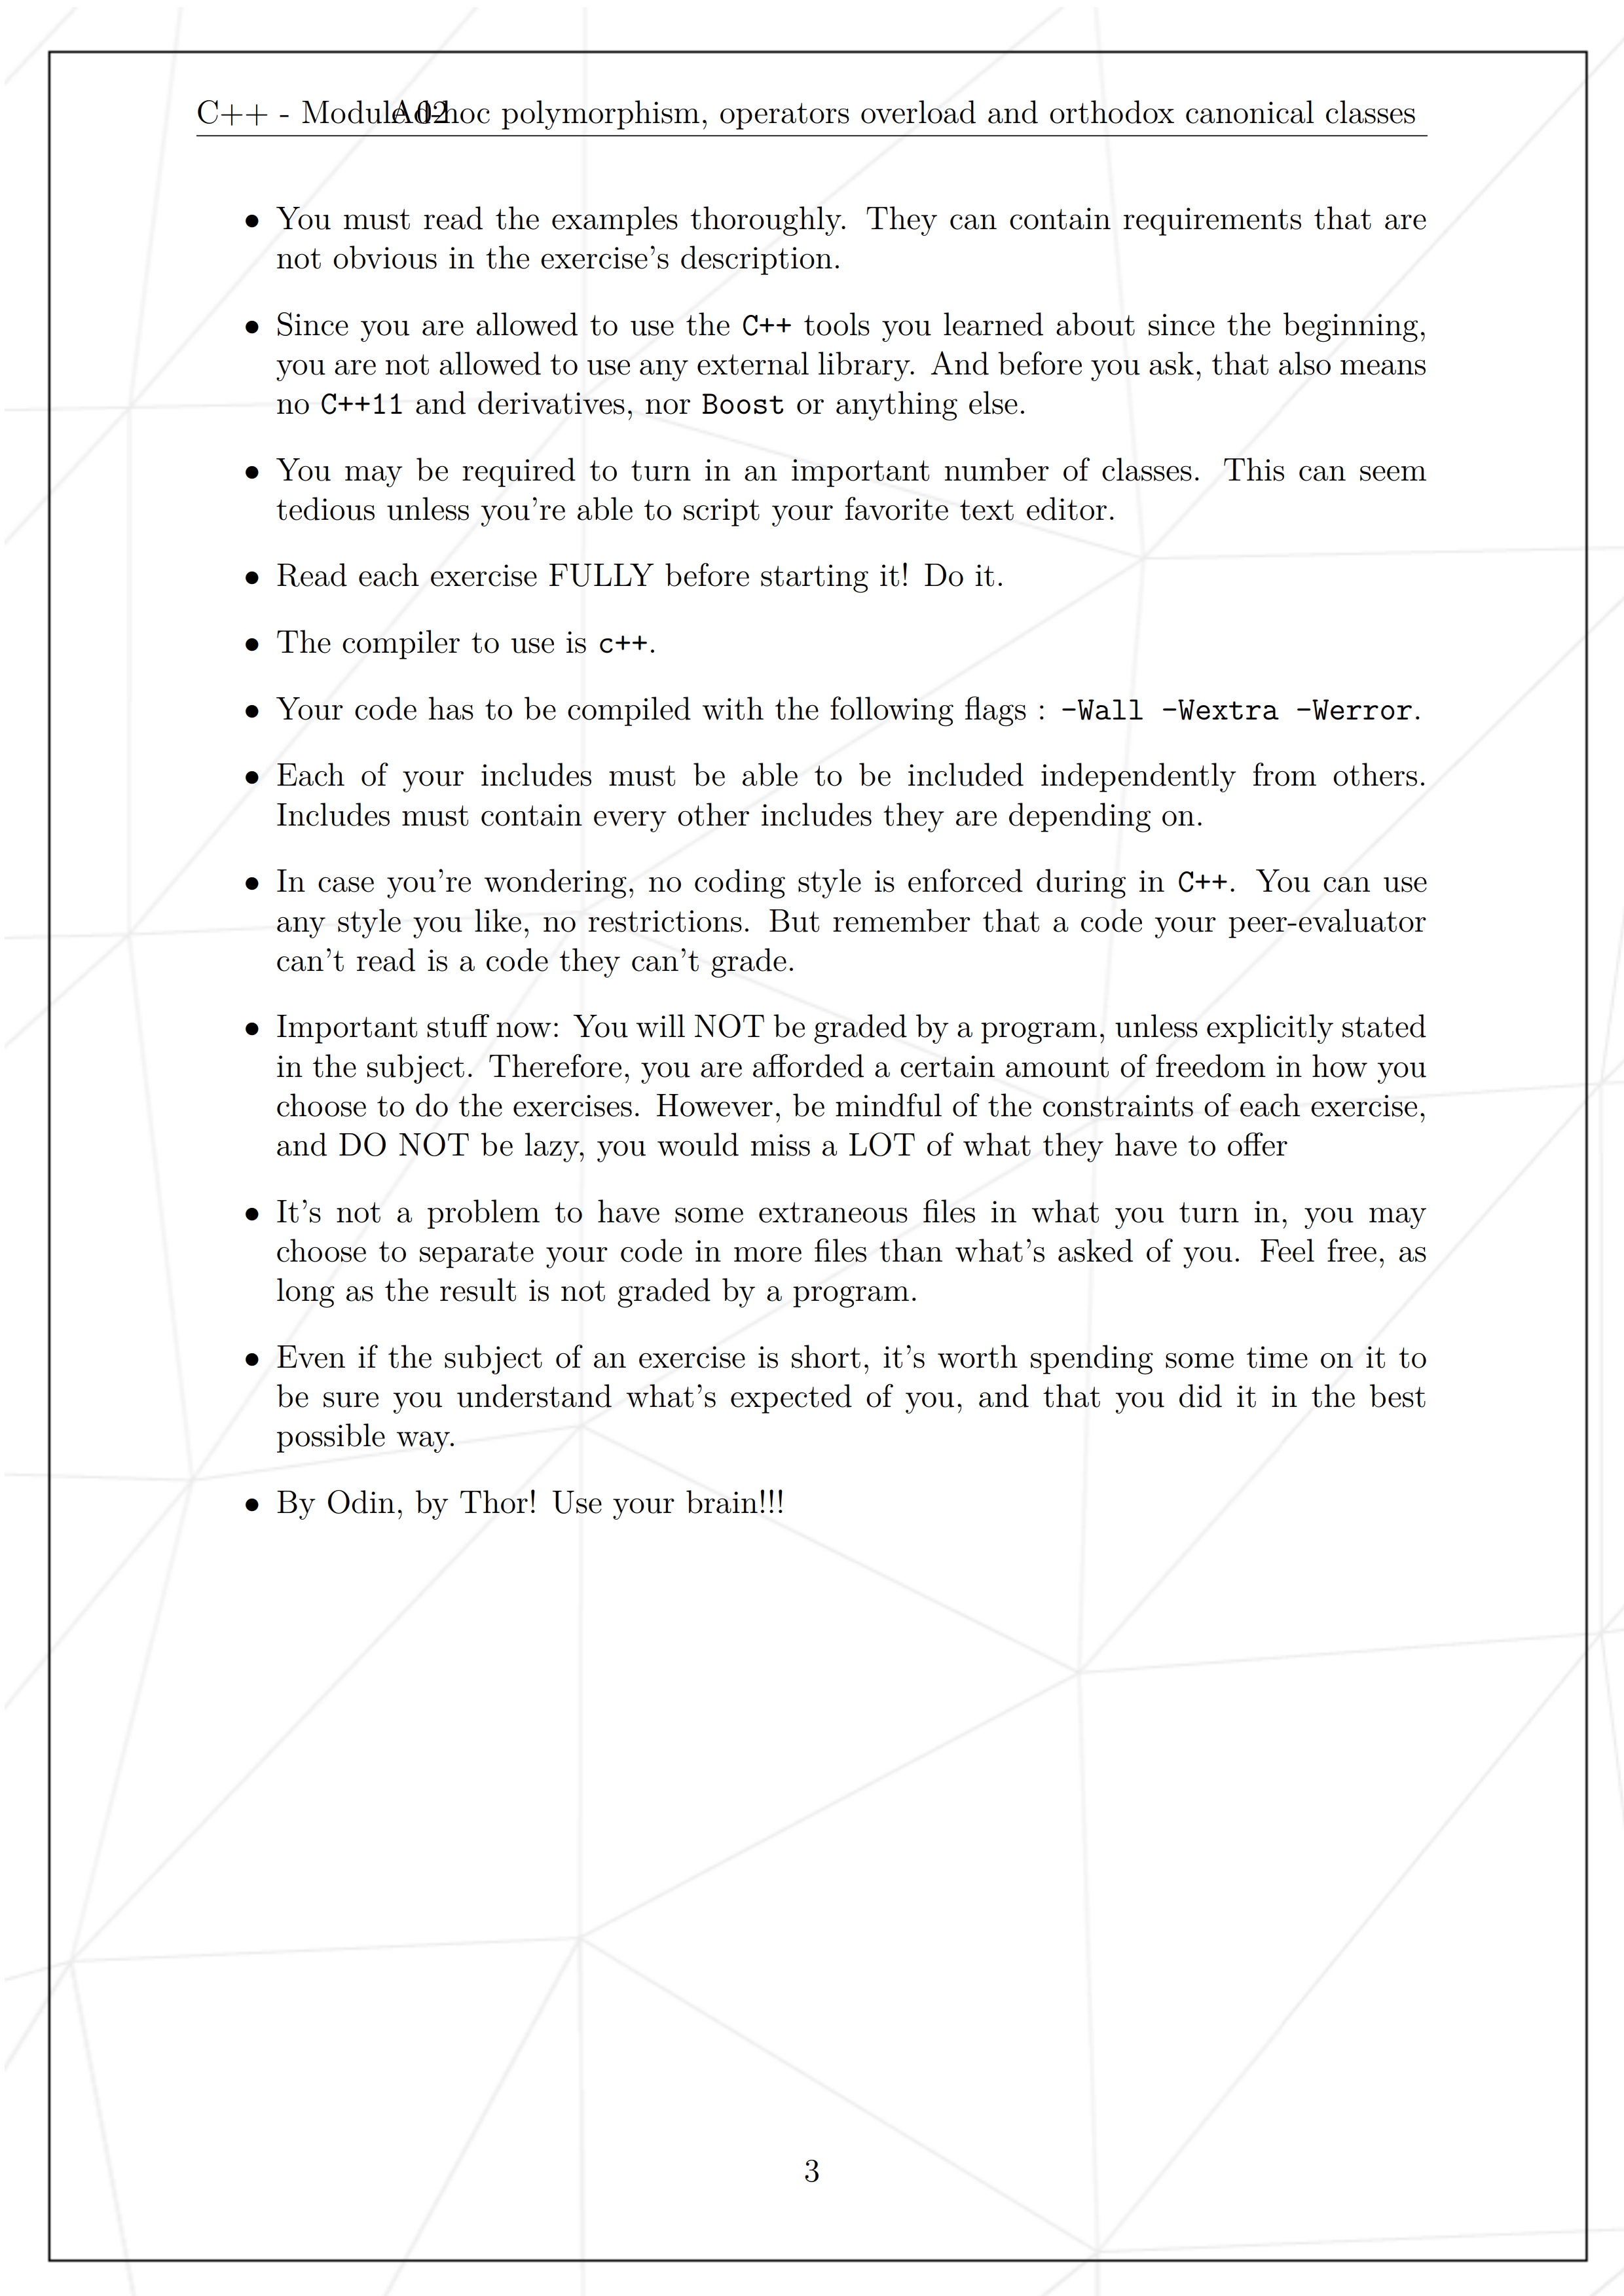 C++ - Module 02 Ad-hoc polymorphism, operators overload and orthodox canonical classes
• You must read the examples thoroughly. They can contain requirements that are
not obvious in the exercise's description.
• Since you are allowed to use the C++ tools you learned about since the beginning,
you are not allowed to use any external library. And before you ask, that also means
no C++11 and derivatives, nor Boost or anything else.
• You may be required to turn in an important number of classes. This can seem
tedious unless you're able to script your favorite text editor.
• Read each exercise FULLY before starting it! Do it.
• The compiler to use is c++.
• Your code has to be compiled with the following flags : -Wall -Wextra -Werror.
• Each of your includes must be able to be included independently from others.
Includes must contain every other includes they are depending on.
• In case you're wondering, no coding style is enforced during in C++. You can use
any style you like, no restrictions. But remember that a code your peer-evaluator
can't read is a code they can't grade.
• Important stuff now: You will NOT be graded by a program, unless explicitly stated
in the subject. Therefore, you are afforded a certain amount of freedom in how you
choose to do the exercises. However, be mindful of the constraints of each exercise,
and DO NOT be lazy, you would miss a LOT of what they have to offer
• It's not a problem to have some extraneous files in what you turn in, you may
choose to separate your code in more files than what's asked of you. Feel free, as
long as the result is not graded by a program.
• Even if the subject of an exercise is short, it's worth spending some time on it to
be sure you understand what's expected of you, and that you did it in the best
possible way.
• By Odin, by Thor! Use your brain!!!
3